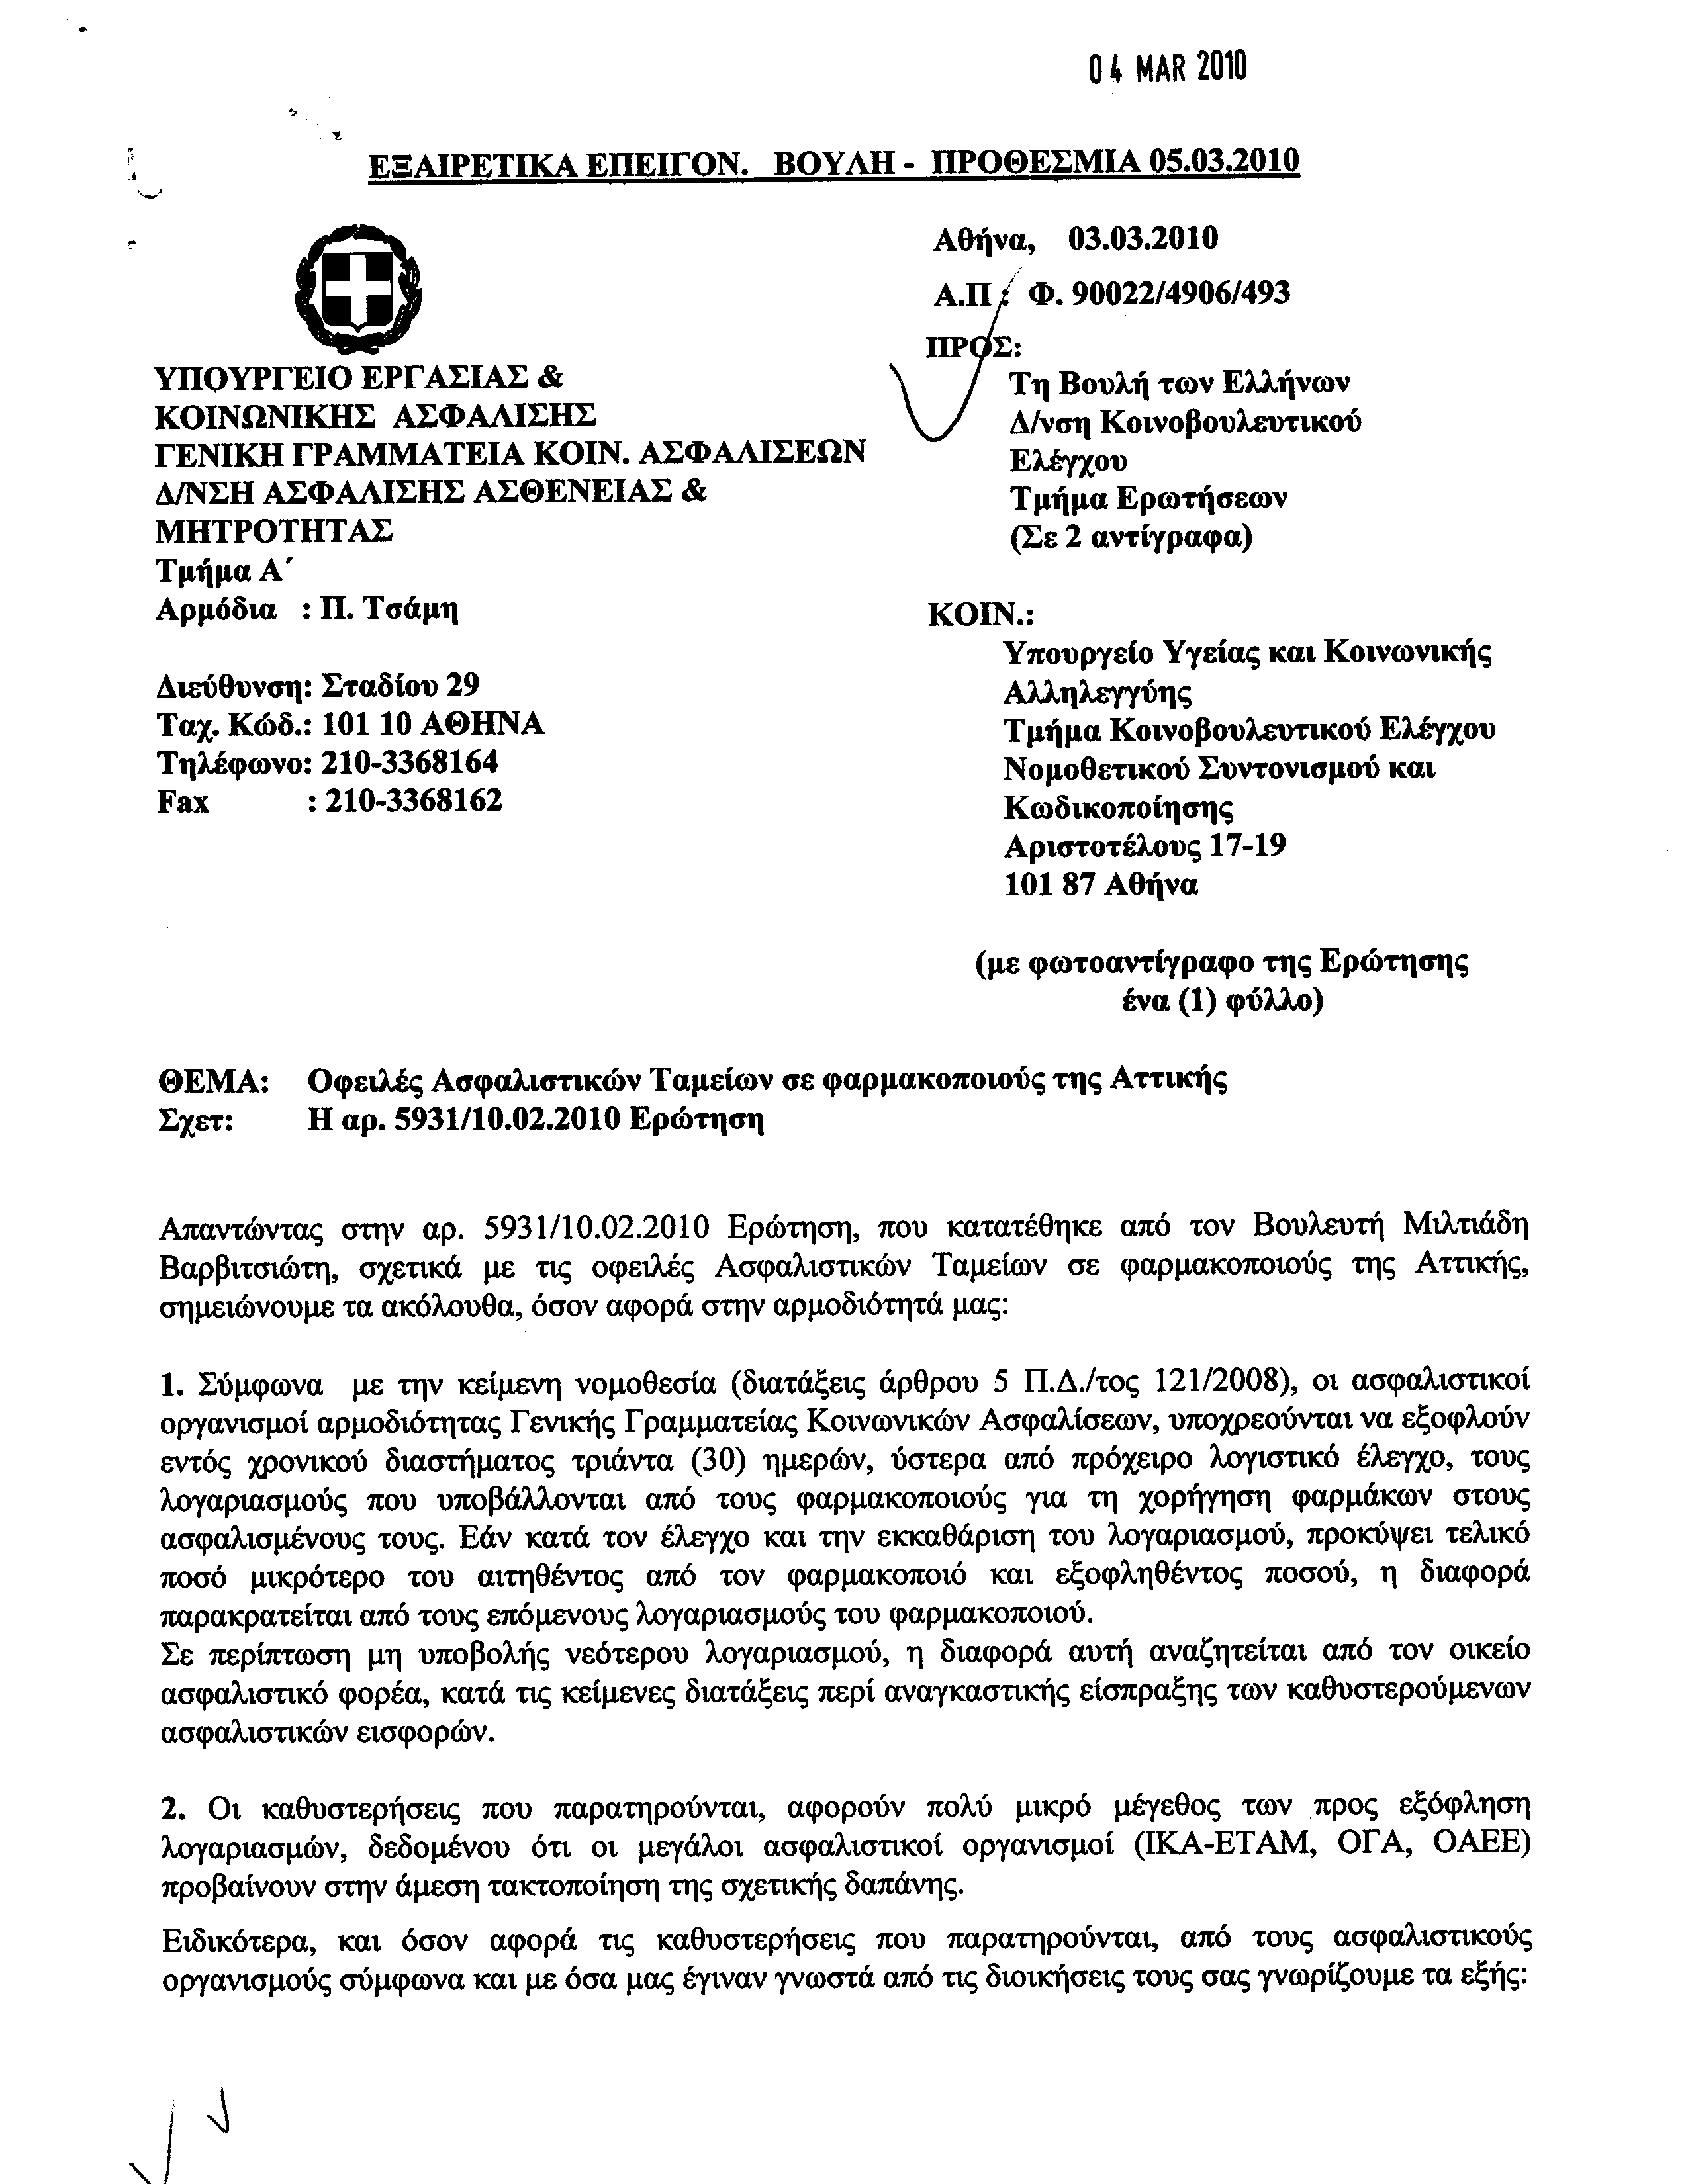 04 MAR 2010
ΕΞΑΙΡΕΤΙΚΑ ΕΠΕΙΓΟΝ. ΒΟΥΛΗ - ΠΡΟΘΕΣΜΙΑ 05.03.2010
ΥΠΟΥΡΓΕΙΟ ΕΡΓΑΣΙΑΣ &
ΚΟΙΝΩΝΙΚΗΣ ΑΣΦΑΛΙΣΗΣ
ΓΕΝΙΚΗ ΓΡΑΜΜΑΤΕΙΑ ΚΟΙΝ. ΑΣΦΑΛΙΣΕΩΝ
Δ/ΝΣΗ ΑΣΦΑΛΙΣΗΣ ΑΣΘΕΝΕΙΑΣ &
ΜΗΤΡΟΤΗΤΑΣ
Τμήμα Α΄
Αρμόδια : Π. Τσάμη
Διεύθυνση: Σταδίου 29
Ταχ. Κώδ.: 101 10 ΑΘΗΝΑ
Τηλέφωνο: 210-3368164
Fax : 210-3368162
Αθήνα, 03.03.2010
Α.Π : Φ. 90022/4906/493
ΠΡΟΣ:
Τη Βουλή των Ελλήνων
Δ/νση Κοινοβουλευτικού
Ελέγχου
Τμήμα Ερωτήσεων
(Σε 2 αντίγραφα)
ΚΟΙΝ.:
Υπουργείο Υγείας και Κοινωνικής
Αλληλεγγύης
Τμήμα Κοινοβουλευτικού Ελέγχου
Νομοθετικού Συντονισμού και
Κωδικοποίησης
Αριστοτέλους 17-19
101 87 Αθήνα
(με φωτοαντίγραφο της Ερώτησης
ένα (1) φύλλο)
ΘΕΜΑ: Οφειλές Ασφαλιστικών Ταμείων σε φαρμακοποιούς της Αττικής
Σχετ: Η αρ. 5931/10.02.2010 Ερώτηση
Απαντώντας στην αρ. 5931/10.02.2010 Ερώτηση, που κατατέθηκε από τον Βουλευτή Μιλτιάδη
Βαρβιτσιώτη, σχετικά με τις οφειλές Ασφαλιστικών Ταμείων σε φαρμακοποιούς της Αττικής,
σημειώνουμε τα ακόλουθα, όσον αφορά στην αρμοδιότητά μας:
1. Σύμφωνα με την κείμενη νομοθεσία (διατάξεις άρθρου 5 Π.Δ./τος 121/2008), οι ασφαλιστικοί
οργανισμοί αρμοδιότητας Γενικής Γραμματείας Κοινωνικών Ασφαλίσεων, υποχρεούνται να εξοφλούν
εντός χρονικού διαστήματος τριάντα (30) ημερών, ύστερα από πρόχειρο λογιστικό έλεγχο, τους
λογαριασμούς που υποβάλλονται από τους φαρμακοποιούς για τη χορήγηση φαρμάκων στους
ασφαλισμένους τους. Εάν κατά τον έλεγχο και την εκκαθάριση του λογαριασμού, προκύψει τελικό
ποσό μικρότερο του αιτηθέντος από τον φαρμακοποιό και εξοφληθέντος ποσού, η διαφορά
παρακρατείται από τους επόμενους λογαριασμούς του φαρμακοποιού.
Σε περίπτωση μη υποβολής νεότερου λογαριασμού, η διαφορά αυτή αναζητείται από τον οικείο
ασφαλιστικό φορέα, κατά τις κείμενες διατάξεις περί αναγκαστικής είσπραξης των καθυστερούμενων
ασφαλιστικών εισφορών.
2. Οι καθυστερήσεις που παρατηρούνται, αφορούν πολύ μικρό μέγεθος των προς εξόφληση
λογαριασμών, δεδομένου ότι οι μεγάλοι ασφαλιστικοί οργανισμοί (ΙΚΑ-ΕΤΑΜ, ΟΓΑ, ΟΑΕΕ)
προβαίνουν στην άμεση τακτοποίηση της σχετικής δαπάνης.
Ειδικότερα, και όσον αφορά τις καθυστερήσεις που παρατηρούνται, από τους ασφαλιστικούς
οργανισμούς σύμφωνα και με όσα μας έγιναν γνωστά από τις διοικήσεις τους σας γνωρίζουμε τα εξής: